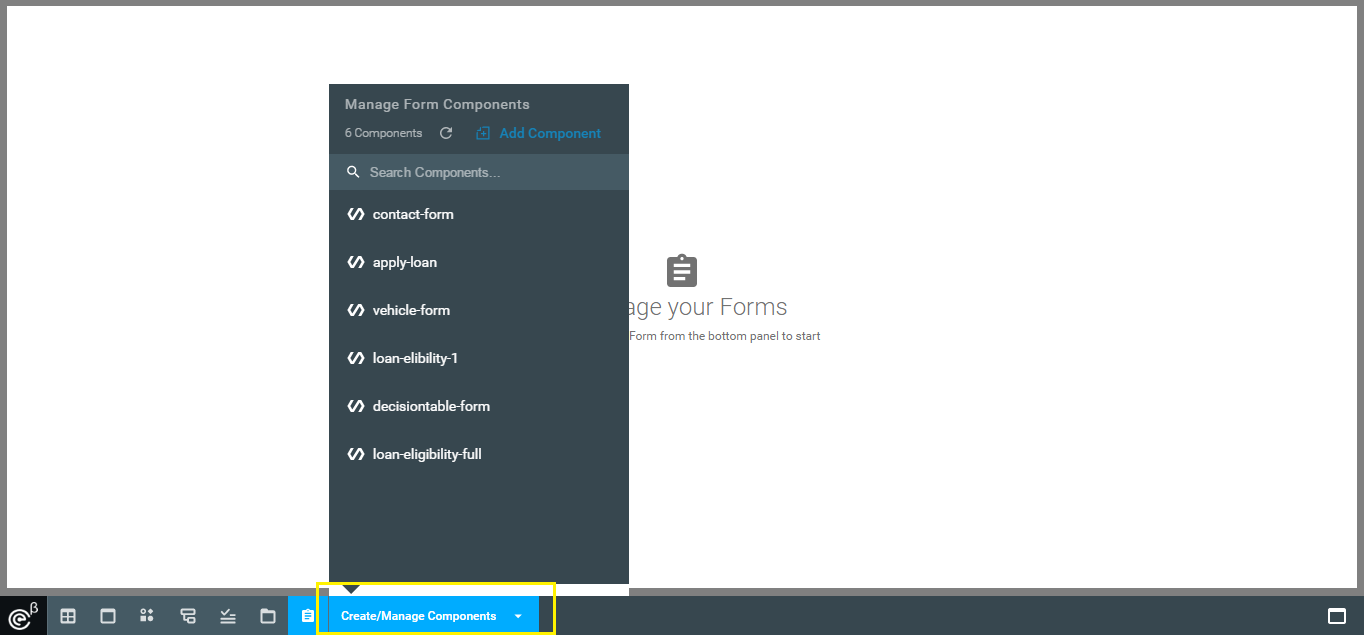 Manage Form Components
6 Components
Add Component
Search Components...
contact-form
apply-loan
vehicle-form
loan-elibility-1
decisiontable-form
loan-eligibility-full
age your Forms
Form from the bottom panel to start
e β
Create/Manage Components